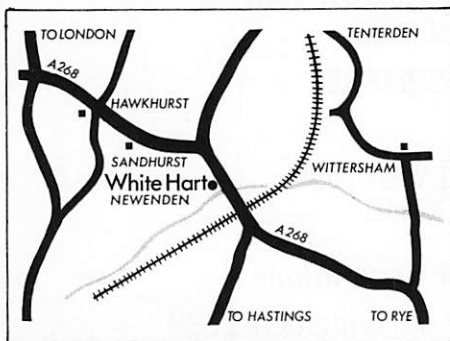 TO LONDON
TENTERDEN
A268
HAWKHURST
SANDHURST
WITTERSHAM
White Hart
NEWENDEN
A268
TO HASTINGS
TO RYE